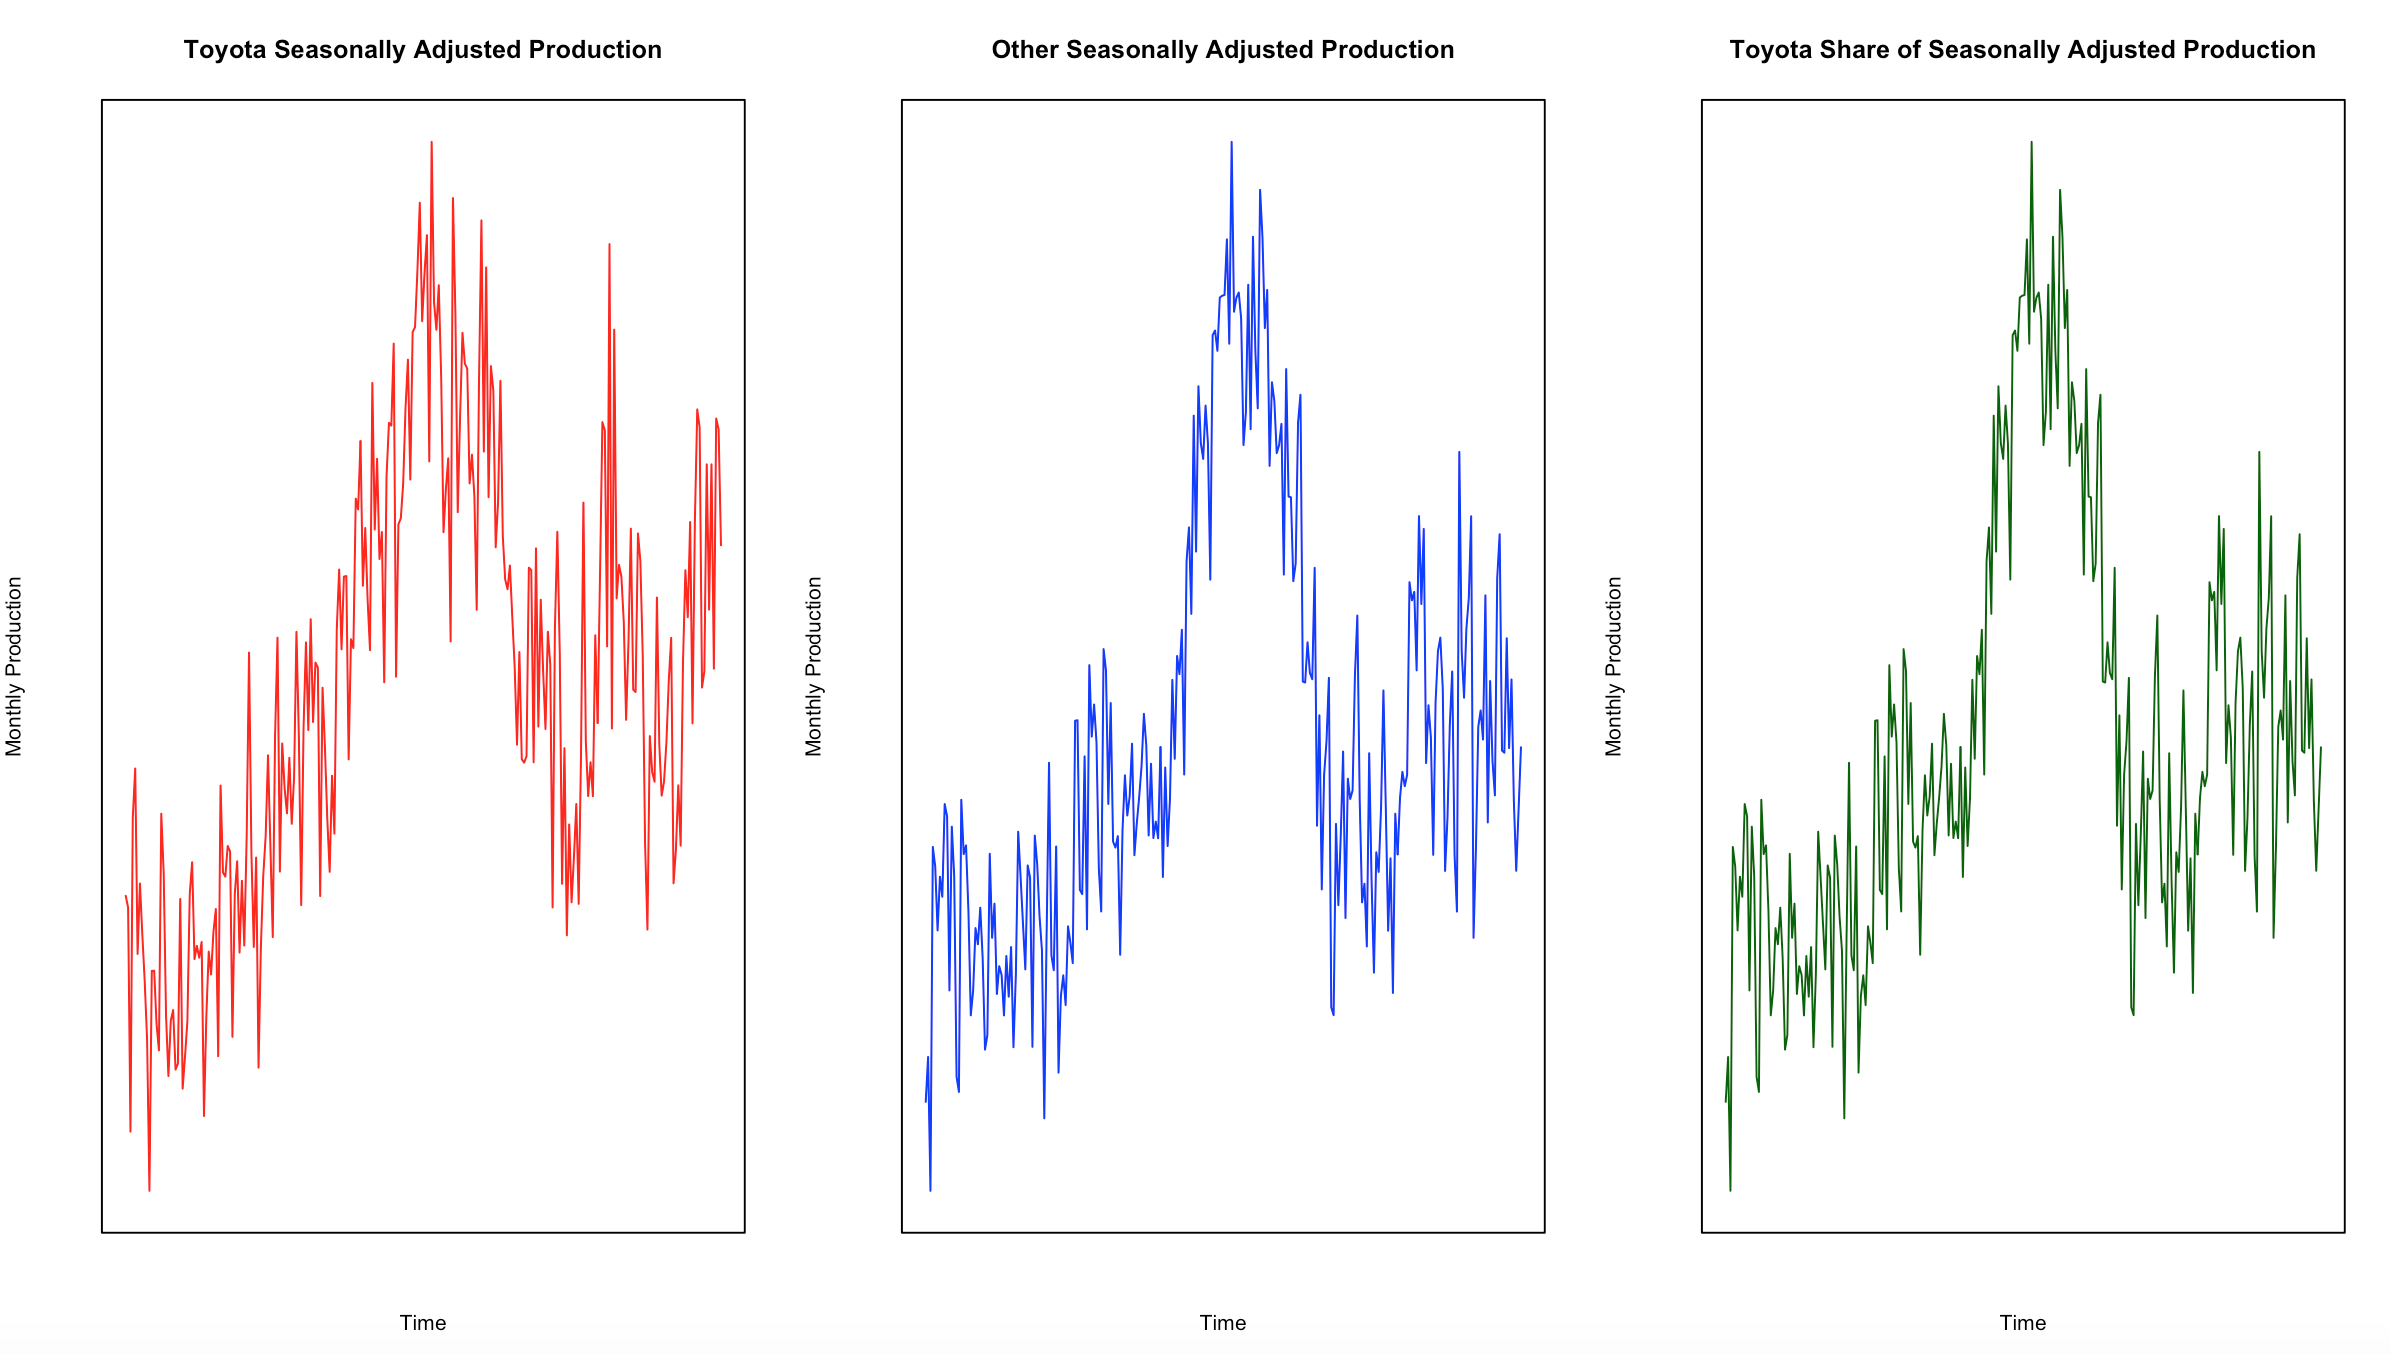 Toyota Seasonally Adjusted Production
Monthly Production
Time
Other Seasonally Adjusted Production
Monthly Production
Time
Toyota Share of Seasonally Adjusted Production
Monthly Production
Time